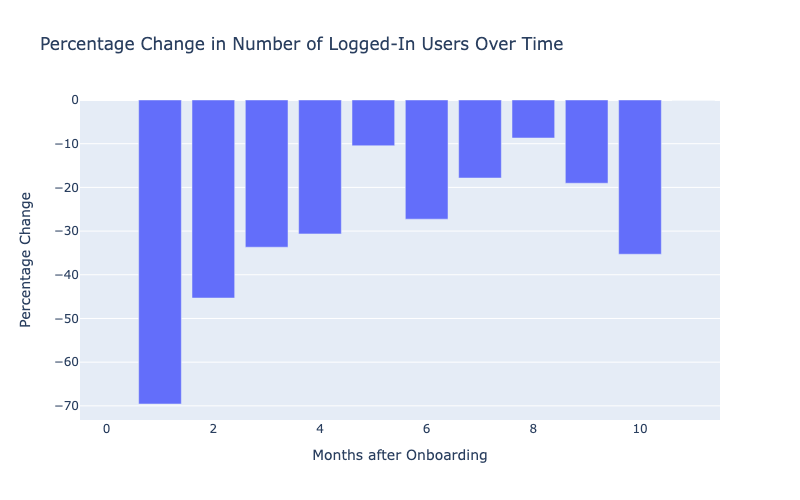 Percentage Change in Number of Logged-In Users Over Time
0
−10
−20
−30
−40
−50
−60
−70
Percentage Change
0 2 4 6 8 10
Months after Onboarding